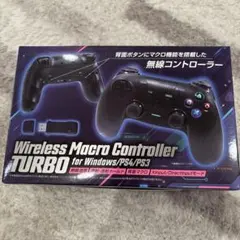 背面ボタンにマクロ機能を搭載した
無線コントローラー
Wireless Macro Controller
TURBO for Windows/PS4/PS3